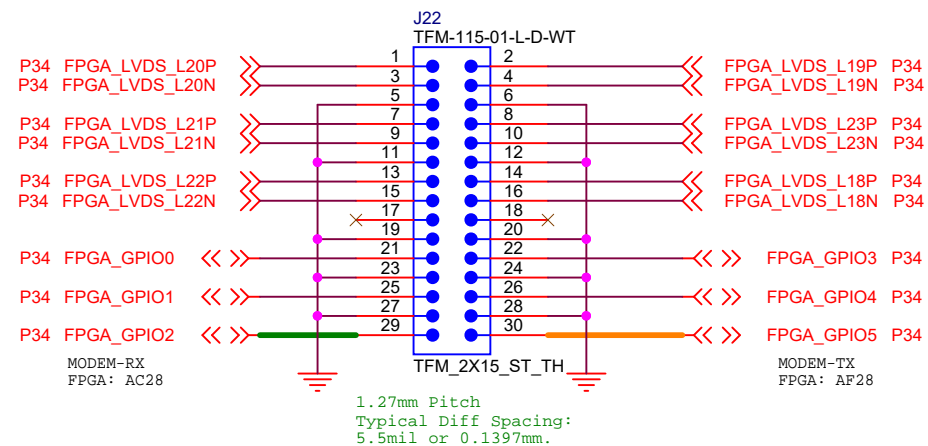 J22
TFM-115-01-L-D-WT
P34 FPGA_LVDS_L20P 1 2 FPGA_LVDS_L19P P34
P34 FPGA_LVDS_L20N 3 4 FPGA_LVDS_L19N P34
5 6
P34 FPGA_LVDS_L21P 7 8 FPGA_LVDS_L23P P34
P34 FPGA_LVDS_L21N 9 10 FPGA_LVDS_L23N P34
11 12
P34 FPGA_LVDS_L22P 13 14 FPGA_LVDS_L18P P34
P34 FPGA_LVDS_L22N 15 16 FPGA_LVDS_L18N P34
17 18
19 20
P34 FPGA_GPIO0 21 22 FPGA_GPIO3 P34
23 24
P34 FPGA_GPIO1 25 26 FPGA_GPIO4 P34
27 28
P34 FPGA_GPIO2 29 30 FPGA_GPIO5 P34
MODEM-RX TFM_2X15_ST_TH MODEM-TX
FPGA: AC28 FPGA: AF28
1.27mm Pitch
Typical Diff Spacing:
5.5mil or 0.1397mm.